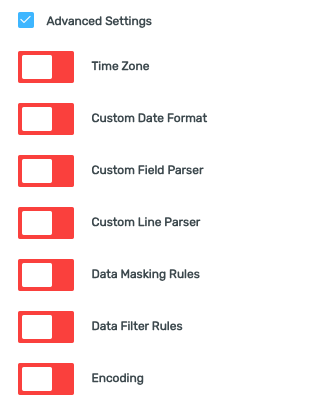 Advanced Settings
Time Zone
Custom Date Format
Custom Field Parser
Custom Line Parser
Data Masking Rules
Data Filter Rules
Encoding